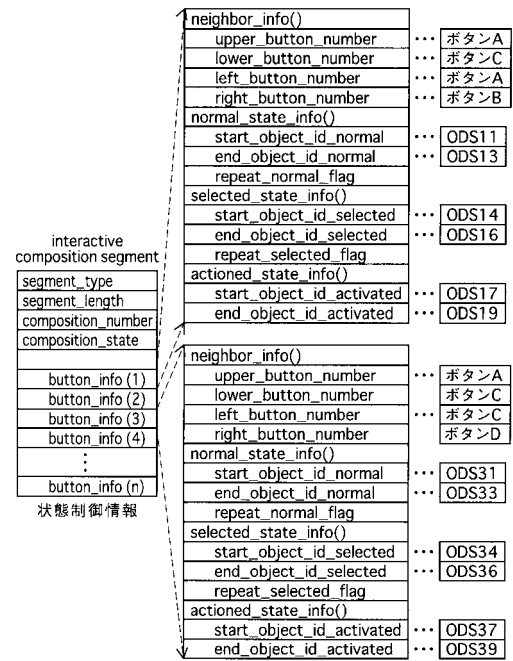 interactive
composition segment
segment_type
segment_length
composition_number
composition_state
button_info (1)
button_info (2)
button_info (3)
button_info (4)
⋮
button_info (n)
状態制御情報
neighbor_info()
upper_button_number ··· ボタンA
lower_button_number ··· ボタンC
left_button_number ··· ボタンA
right_button_number ··· ボタンB
normal_state_info()
start_object_id_normal ··· ODS11
end_object_id_normal ··· ODS13
repeat_normal_flag
selected_state_info()
start_object_id_selected ··· ODS14
end_object_id_selected ··· ODS16
repeat_selected_flag
actioned_state_info()
start_object_id_activated ··· ODS17
end_object_id_activated ··· ODS19
neighbor_info()
upper_button_number ··· ボタンA
lower_button_number ボタンC
left_button_number ··· ボタンC
right_button_number ボタンD
normal_state_info()
start_object_id_normal ··· ODS31
end_object_id_normal ··· ODS33
repeat_normal_flag
selected_state_info()
start_object_id_selected ··· ODS34
end_object_id_selected ··· ODS36
repeat_selected_flag
actioned_state_info()
start_object_id_activated ··· ODS37
end_object_id_activated ··· ODS39